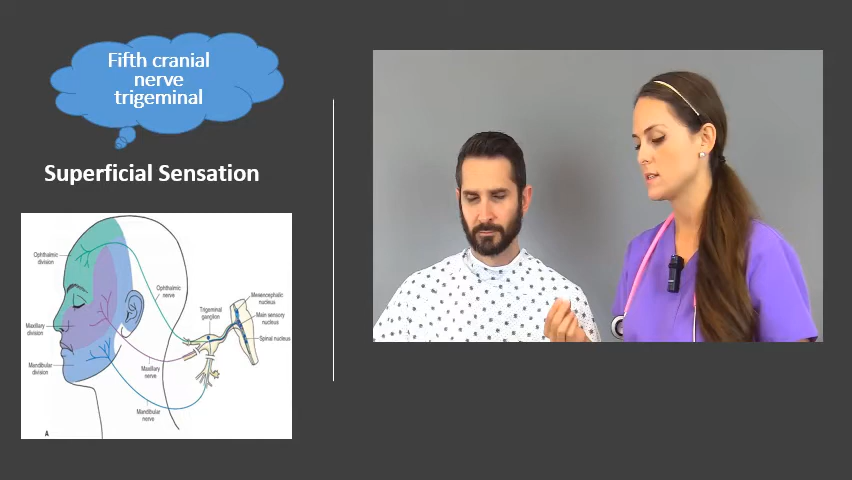 Fifth cranial
nerve
trigeminal
Superficial Sensation
Ophthalmic
division
Ophthalmic
nerve
Mesencephalic
nucleus
Trigeminal
ganglion
Main sensory
nucleus
Maxillary
division
Spinal nucleus
Mandibular
division
Maxillary
nerve
Mandibular
nerve
A